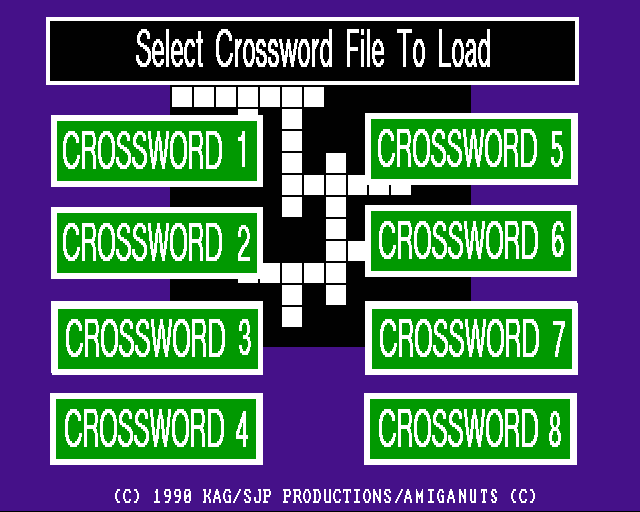 Select Crossword File To Load
CROSSWORD 1
CROSSWORD 5
CROSSWORD 2
CROSSWORD 6
CROSSWORD 3
CROSSWORD 7
CROSSWORD 4
CROSSWORD 8
(C) 1990 KAG/SJP PRODUCTIONS/AMIGANUTS (C)